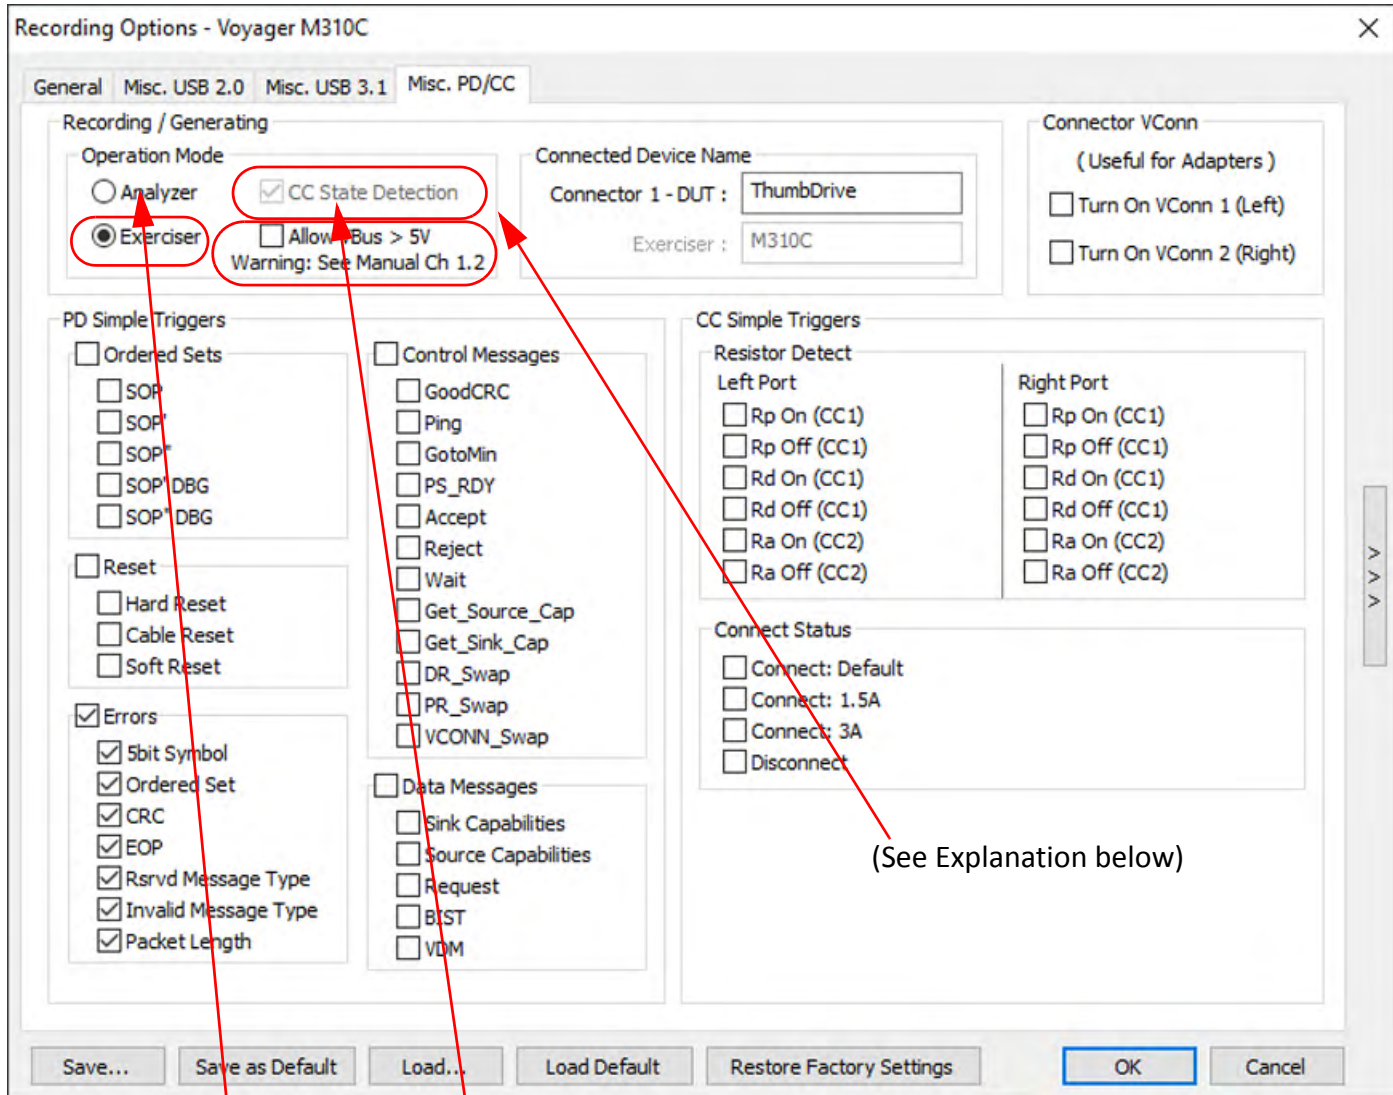 Recording Options - Voyager M310C
General Misc. USB 2.0 Misc. USB 3.1 Misc. PD/CC
Recording / Generating
Operation Mode
Analyzer
CC State Detection
Exerciser
Allow VBus > 5V
Warning: See Manual Ch 1.2
Connected Device Name
Connector 1 - DUT : ThumbDrive
Exerciser : M310C
Connector VConn
( Useful for Adapters )
Turn On VConn 1 (Left)
Turn On VConn 2 (Right)
PD Simple Triggers
Ordered Sets
SOP
SOP'
SOP"
SOP' DBG
SOP" DBG
Reset
Hard Reset
Cable Reset
Soft Reset
Errors
5bit Symbol
Ordered Set
CRC
EOP
Rsrvd Message Type
Invalid Message Type
Packet Length
Control Messages
GoodCRC
Ping
GotoMin
PS_RDY
Accept
Reject
Wait
Get_Source_Cap
Get_Sink_Cap
DR_Swap
PR_Swap
VCONN_Swap
Data Messages
Sink Capabilities
Source Capabilities
Request
BIST
VDM
CC Simple Triggers
Resistor Detect
Left Port
Rp On (CC1)
Rp Off (CC1)
Rd On (CC1)
Rd Off (CC1)
Ra On (CC2)
Ra Off (CC2)
Right Port
Rp On (CC1)
Rp Off (CC1)
Rd On (CC1)
Rd Off (CC1)
Ra On (CC2)
Ra Off (CC2)
Connect Status
Connect: Default
Connect: 1.5A
Connect: 3A
Disconnect
(See Explanation below)
>
>
>
Save... Save as Default Load... Load Default Restore Factory Settings OK Cancel